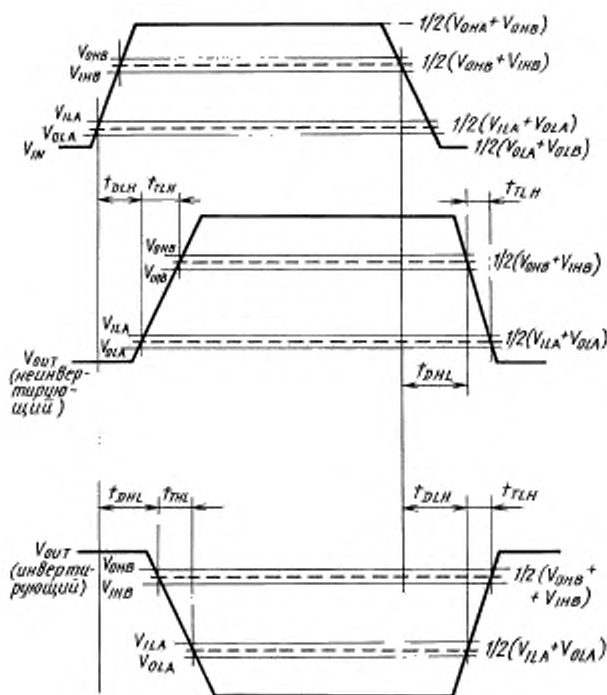 1/2(VOHA+VOHB)
VOHB
1/2(VOHB+VIHB)
VIHB
VILA
1/2(VILA+VOLA)
VOLA
VIN
1/2(VOLA+VOLB)
tDLH
tTLH
tTLH
VOHB
1/2(VOHB+VIHB)
VIHB
VILA
1/2(VILA+VOLA)
VOLA
VOUT
(неинвер-
тирую-
щий)
tDHL
tDHL
tTHL
tDLH
tTLH
VOUT
(инверти-
рующий)
VOHB
VIHB
1/2(VOHB+
+VIHB)
VILA
1/2(VILA+VOLA)
VOLA